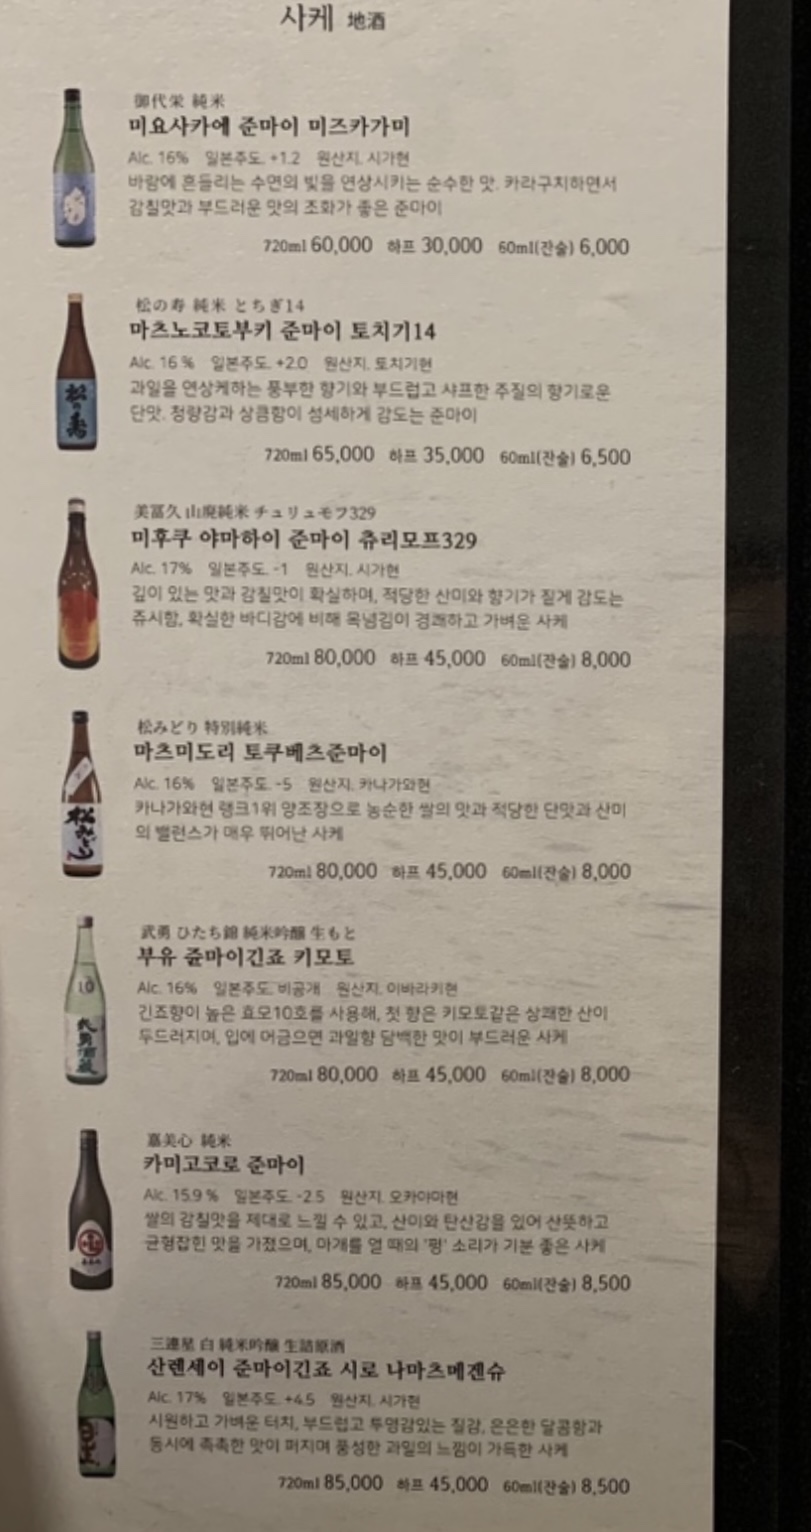 사케 地酒
御代栄 純米
미요사카에 준마이 미즈카가미
Alc. 16% 일본주도. +1.2 원산지. 시가현
바람에 흔들리는 수면의 빛을 연상시키는 순수한 맛. 카라구치하면서
감칠맛과 부드러운 맛의 조화가 좋은 준마이
720ml 60,000 하프 30,000 60ml(잔술) 6,000
松の寿 純米 とちぎ14
마츠노코토부키 준마이 토치기14
Alc. 16 % 일본주도. +2.0 원산지. 토치기현
과일을 연상케하는 풍부한 향기와 부드럽고 샤프한 주질의 향기로운
단맛. 청량감과 상큼함이 섬세하게 감도는 준마이
720ml 65,000 하프 35,000 60ml(잔술) 6,500
美冨久 山廃純米 チュリュモフ329
미후쿠 야마하이 준마이 츄리모프329
Alc. 17% 일본주도. -1 원산지. 시가현
깊이 있는 맛과 감칠맛이 확실하며, 적당한 산미와 향기가 짙게 감도는
쥬시함, 확실한 바디감에 비해 목넘김이 경쾌하고 가벼운 사케
720ml 80,000 하프 45,000 60ml(잔술) 8,000
松みどり 特別純米
마츠미도리 토쿠베츠준마이
Alc. 16% 일본주도. -5 원산지. 카나가와현
카나가와현 랭크1위 양조장으로 농순한 쌀의 맛과 적당한 단맛과 산미
의 밸런스가 매우 뛰어난 사케
720ml 80,000 하프 45,000 60ml(잔술) 8,000
武勇 ひたち錦 純米吟醸 生もと
부유 쥰마이긴죠 키모토
Alc. 16% 일본주도. 비공개 원산지. 이바라키현
긴죠향이 높은 효모10호를 사용해, 첫 향은 키모토같은 상쾌한 산이
두드러지며, 입에 머금으면 과일향 담백한 맛이 부드러운 사케
720ml 80,000 하프 45,000 60ml(잔술) 8,000
嘉美心 純米
카미고코로 준마이
Alc. 15.9 % 일본주도. -2.5 원산지. 오카야마현
쌀의 감칠맛을 제대로 느낄 수 있고, 산미와 탄산감을 있어 산뜻하고
균형잡힌 맛을 가졌으며, 마개를 열 때의 '펑' 소리가 기분 좋은 사케
720ml 85,000 하프 45,000 60ml(잔술) 8,500
三連星 白 純米吟醸 生詰原酒
산렌세이 준마이긴죠 시로 나마츠메겐슈
Alc. 17% 일본주도. +4.5 원산지. 시가현
시원하고 가벼운 터치, 부드럽고 투명감있는 질감, 은은한 달콤함과
동시에 촉촉한 맛이 퍼지며 풍성한 과일의 느낌이 가득한 사케
720ml 85,000 하프 45,000 60ml(잔술) 8,500